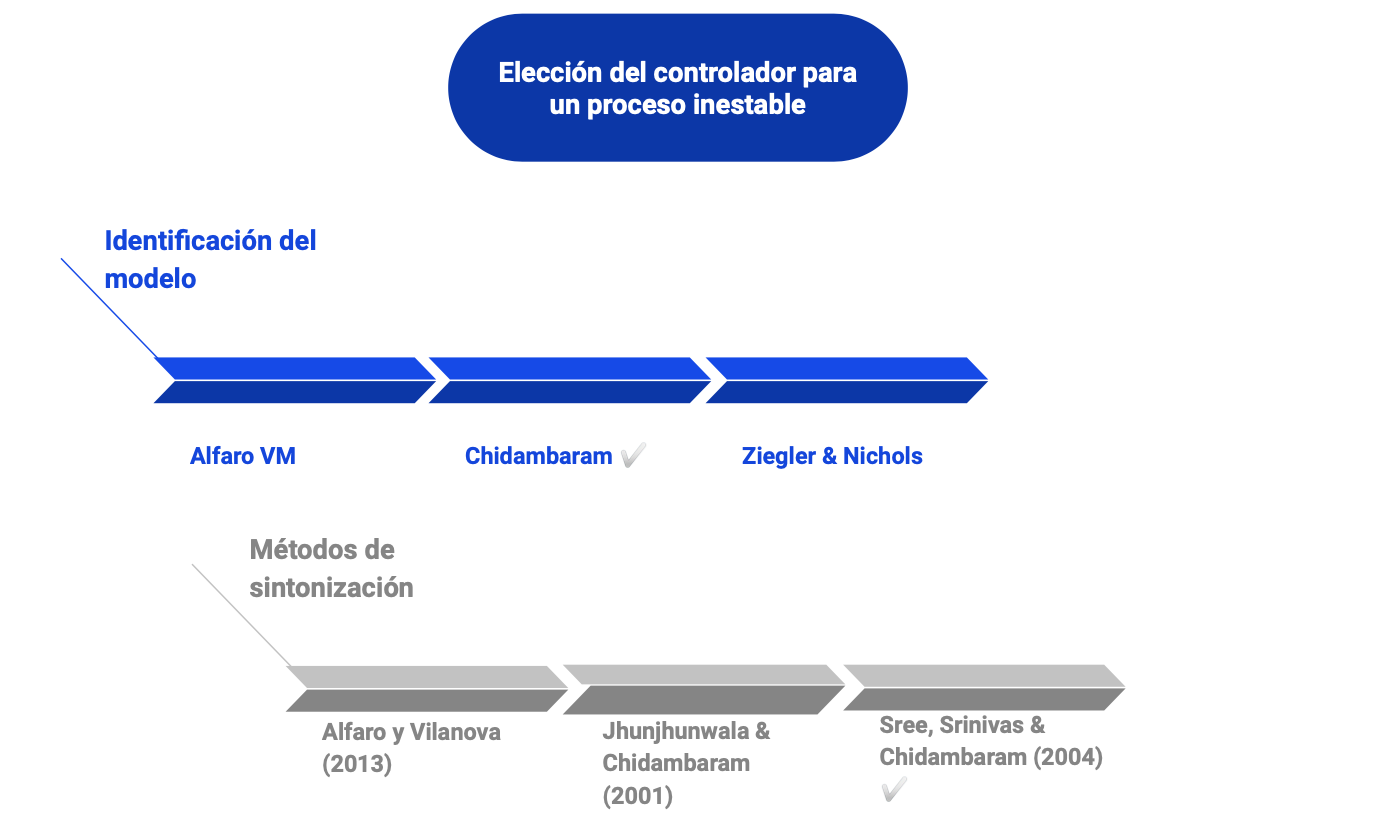 Elección del controlador para
un proceso inestable
Identificación del
modelo
Alfaro VM
Chidambaram ✔
Ziegler & Nichols
Métodos de
sintonización
Alfaro y Vilanova
(2013)
Jhunjhunwala &
Chidambaram
(2001)
Sree, Srinivas &
Chidambaram (2004)
✔